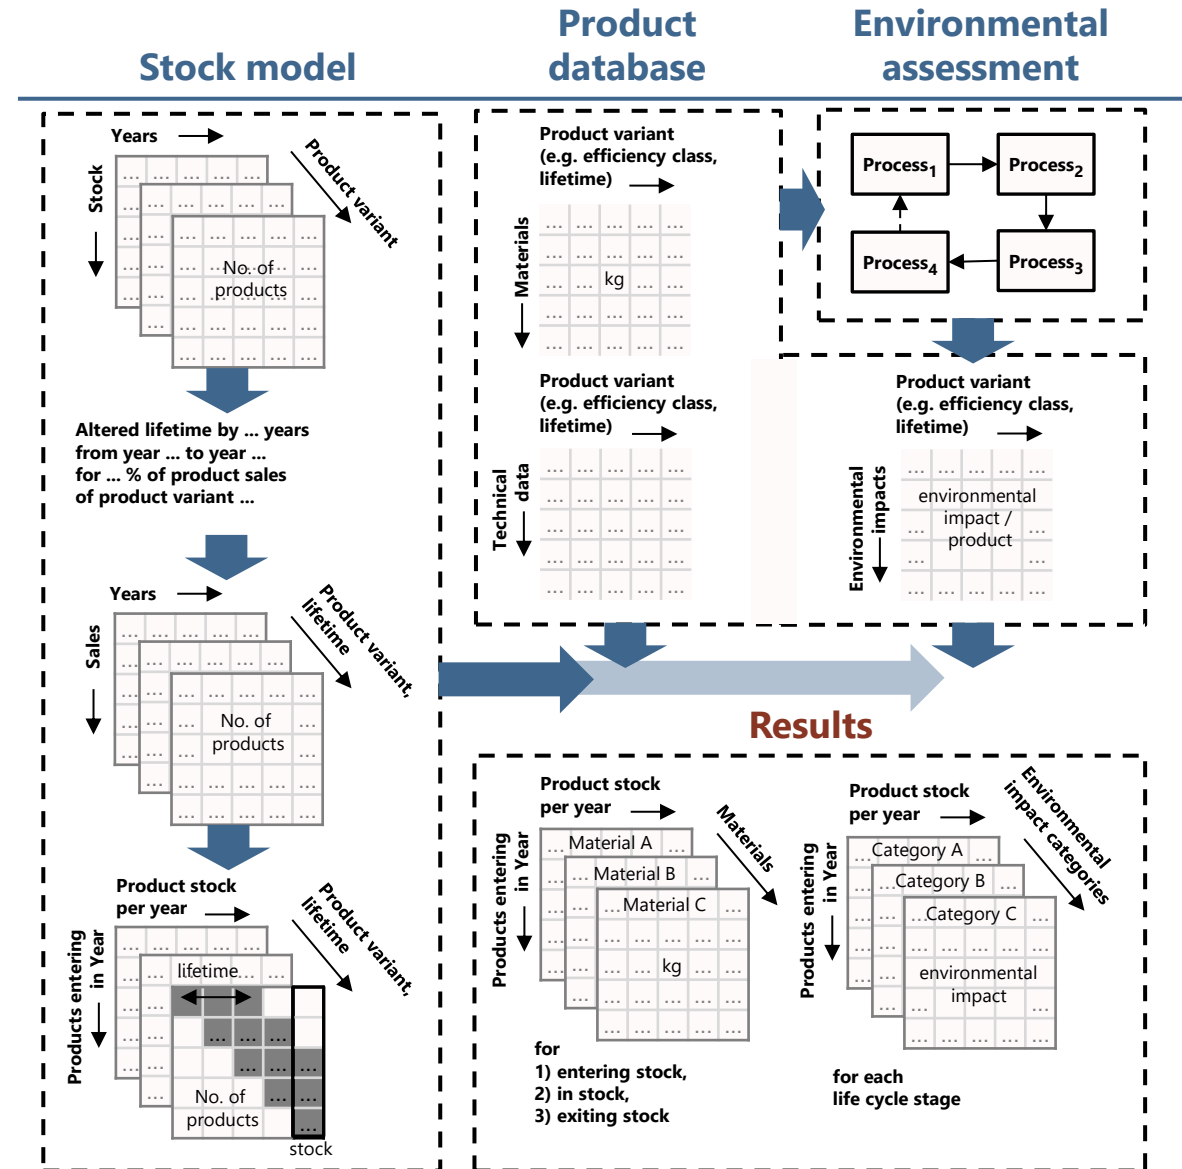 Stock model
Product
database
Environmental
assessment
Years
Stock
Product variant
... ... ... ... ...
No. of
products
Altered lifetime by ... years
from year ... to year ...
for ... % of product sales
of product variant ...
Years
Sales
Product variant,
lifetime
... ... ... ... ...
No. of
products
Product stock
per year
Products entering
in Year
Product variant,
lifetime
lifetime... ...
No. of
products
stock
Product variant
(e.g. efficiency class,
lifetime)
Materials
... ... ... ... ...
kg
Product variant
(e.g. efficiency class,
lifetime)
Technical
data
... ... ... ... ...
Process1
Process2
Process4
Process3
Product variant
(e.g. efficiency class,
lifetime)
Environmental
impacts
... ... ... ... ...
environmental
impact /
product
Results
Product stock
per year
Products entering
in Year
Materials
...Material A ...
...Material B ...
...Material C ...
kg
for
1) entering stock,
2) in stock,
3) exiting stock
Product stock
per year
Products entering
in Year
Environmental
impact categories
...Category A ...
...Category B ...
...Category C ...
environmental
impact
for each
life cycle stage